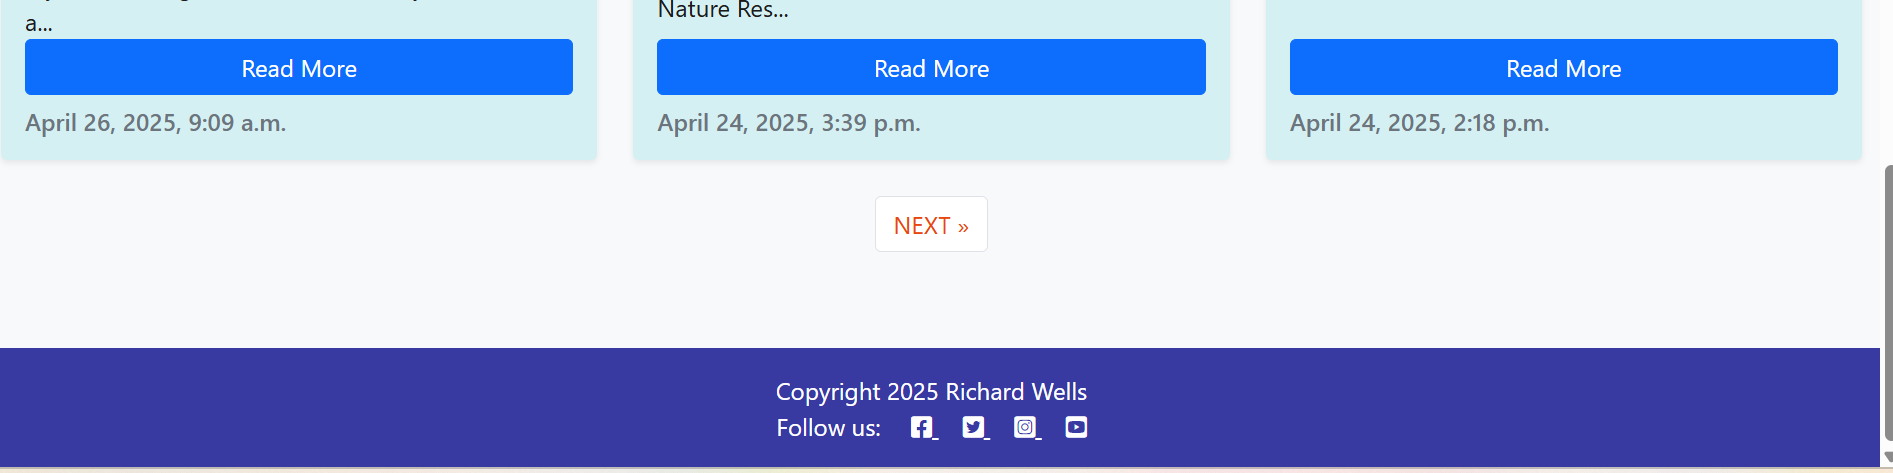 a...
Nature Res...
Read More
Read More
Read More
April 26, 2025, 9:09 a.m.
April 24, 2025, 3:39 p.m.
April 24, 2025, 2:18 p.m.
NEXT »
Copyright 2025 Richard Wells
Follow us: